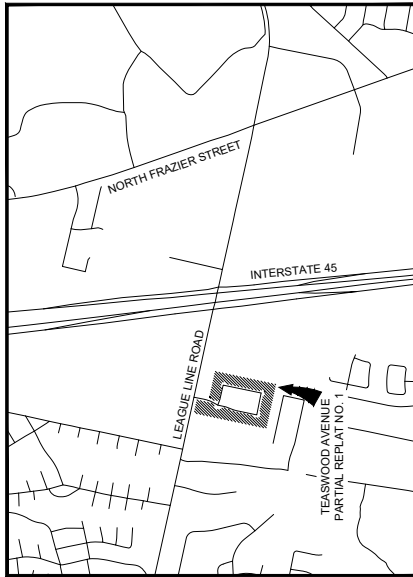 NORTH FRAZIER STREET
INTERSTATE 45
LEAGUE LINE ROAD
TEASWOOD AVENUE
PARTIAL REPLAT NO. 1